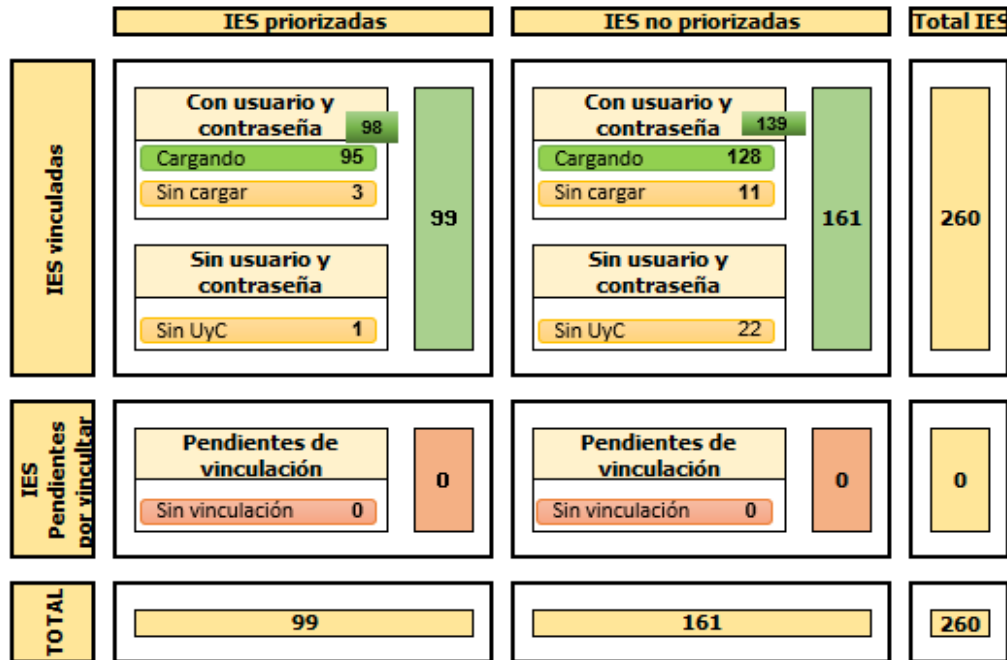 IES priorizadas
IES no priorizadas
Total IES
IES vinculadas
Con usuario y
contraseña
98
Cargando 95
Sin cargar 3
Sin usuario y
contraseña
Sin UyC 1
99
Con usuario y
contraseña
139
Cargando 128
Sin cargar 11
Sin usuario y
contraseña
Sin UyC 22
161
260
IES
Pendientes
por vincultar
Pendientes de
vinculación
Sin vinculación 0
0
Pendientes de
vinculación
Sin vinculación 0
0
0
TOTAL
99
161
260